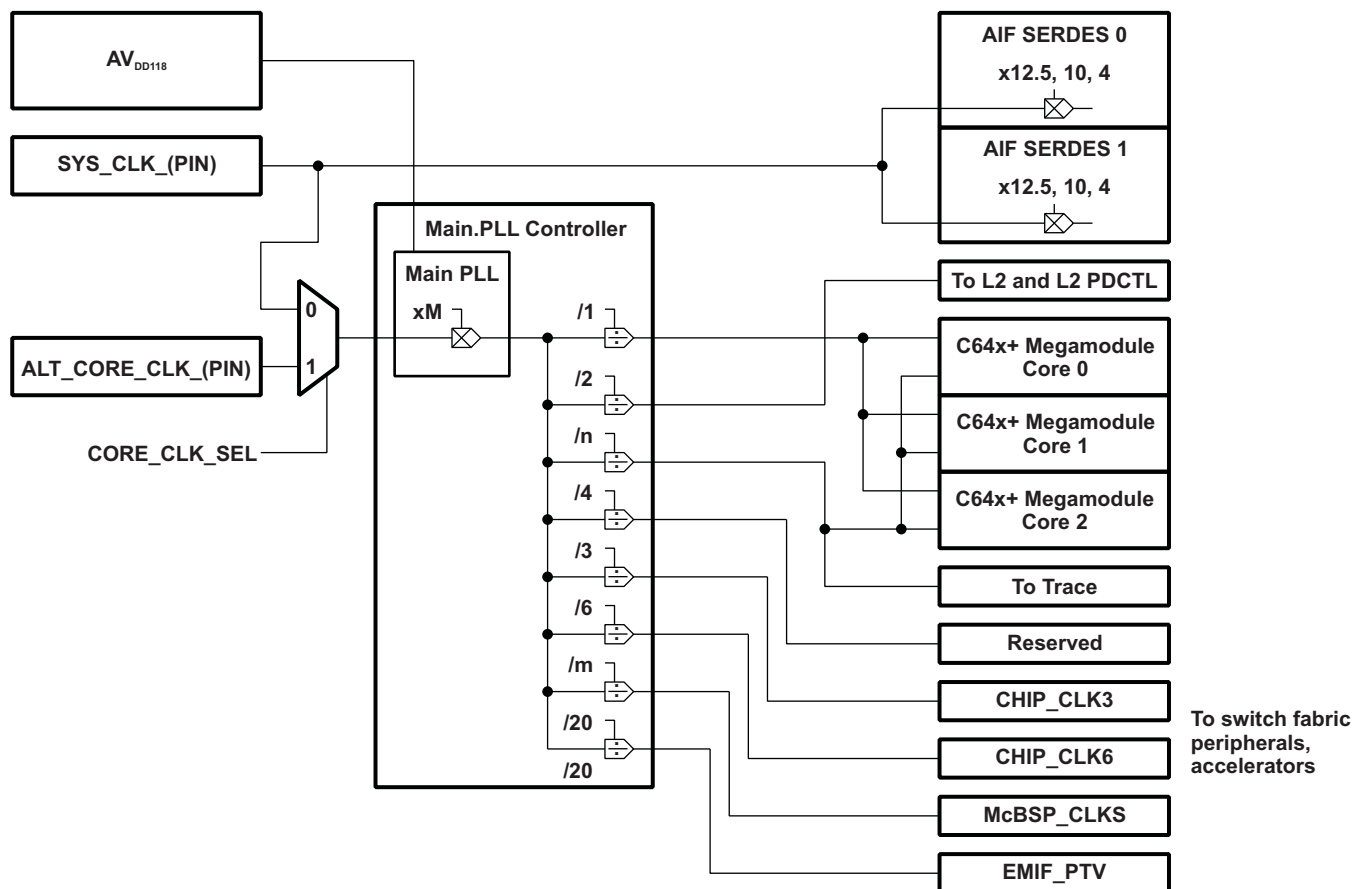 AV DD118
SYS_CLK_(PIN)
ALT_CORE_CLK_(PIN)
CORE_CLK_SEL
0
1
Main.PLL Controller
Main PLL
xM
/1
/2
/n
/4
/3
/6
/m
/20
/20
AIF SERDES 0
x12.5, 10, 4
AIF SERDES 1
x12.5, 10, 4
To L2 and L2 PDCTL
C64x+ Megamodule
Core 0
C64x+ Megamodule
Core 1
C64x+ Megamodule
Core 2
To Trace
Reserved
CHIP_CLK3
CHIP_CLK6
McBSP_CLKS
EMIF_PTV
To switch fabric
peripherals,
accelerators